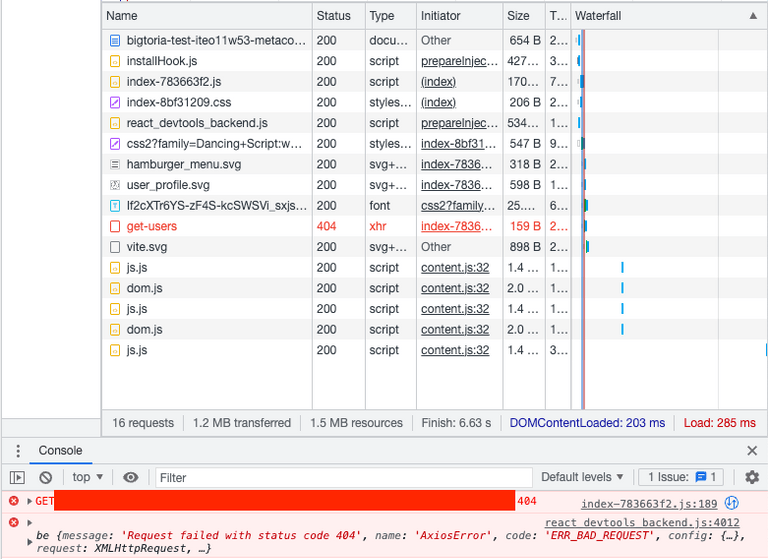 Name Status Type Initiator Size T... Waterfall ▲
bigtoria-test-iteo11w53-metaco... 200 docu... Other 654 B 2...
installHook.js 200 script prepareInjec... 427... 3...
index-783663f2.js 200 script (index) 170... 7...
index-8bf31209.css 200 styles... (index) 206 B 2...
react_devtools_backend.js 200 script prepareInjec... 534... 1...
css2?family=Dancing+Script:w... 200 styles... index-8bf31... 547 B 9...
hamburger_menu.svg 200 svg+... index-7836... 318 B 2...
user_profile.svg 200 svg+... index-7836... 598 B 1...
If2cXTr6YS-zF4S-kcSWSVi_sxjs... 200 font css2?family... 25.... 6...
get-users 404 xhr index-7836... 159 B 2...
vite.svg 200 svg+... Other 898 B 2...
js.js 200 script content.js:32 1.4 ... 1...
dom.js 200 script content.js:32 2.0 ... 1...
js.js 200 script content.js:32 1.4 ... 1...
dom.js 200 script content.js:32 2.0 ... 1...
js.js 200 script content.js:32 1.4 ... 3...
16 requests 1.2 MB transferred 1.5 MB resources Finish: 6.63 s DOMContentLoaded: 203 ms Load: 285 ms
Console
top ▼ Filter Default levels ▼ 1 Issue: 1
GET 404 index-783663f2.js:189
react_devtools_backend.js:4012
be {message: 'Request failed with status code 404', name: 'AxiosError', code: 'ERR_BAD_REQUEST', config: {…},
request: XMLHttpRequest, …}